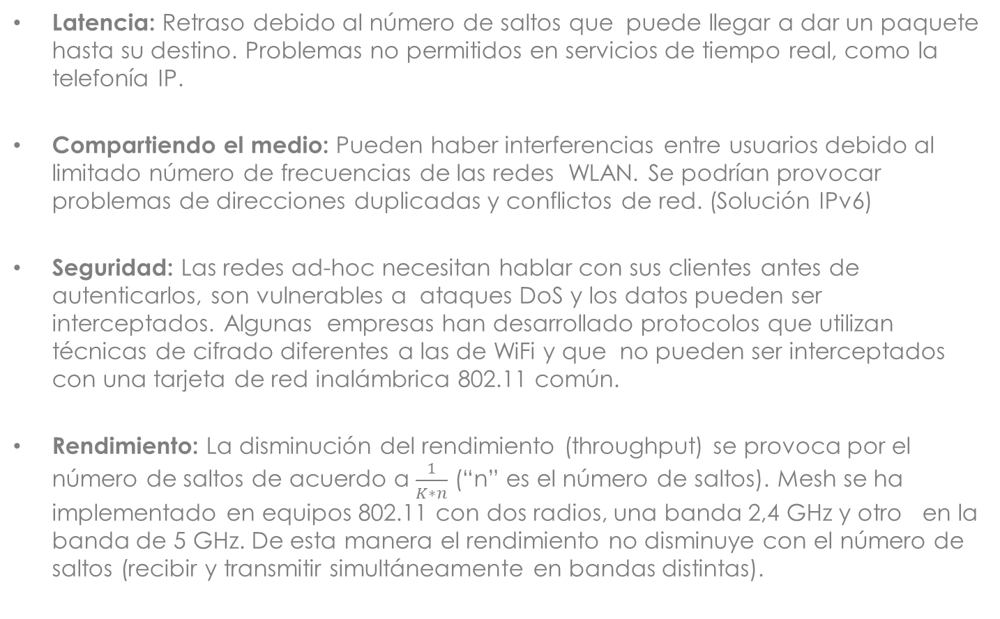 • Latencia: Retraso debido al número de saltos que puede llegar a dar un paquete
hasta su destino. Problemas no permitidos en servicios de tiempo real, como la
telefonía IP.
• Compartiendo el medio: Pueden haber interferencias entre usuarios debido al
limitado número de frecuencias de las redes WLAN. Se podrían provocar
problemas de direcciones duplicadas y conflictos de red. (Solución IPv6)
• Seguridad: Las redes ad-hoc necesitan hablar con sus clientes antes de
autenticarlos, son vulnerables a ataques DoS y los datos pueden ser
interceptados. Algunas empresas han desarrollado protocolos que utilizan
técnicas de cifrado diferentes a las de WiFi y que no pueden ser interceptados
con una tarjeta de red inalámbrica 802.11 común.
• Rendimiento: La disminución del rendimiento (throughput) se provoca por el
número de saltos de acuerdo a 1/(K*n) (“n” es el número de saltos). Mesh se ha
implementado en equipos 802.11 con dos radios, una banda 2,4 GHz y otro en la
banda de 5 GHz. De esta manera el rendimiento no disminuye con el número de
saltos (recibir y transmitir simultáneamente en bandas distintas).